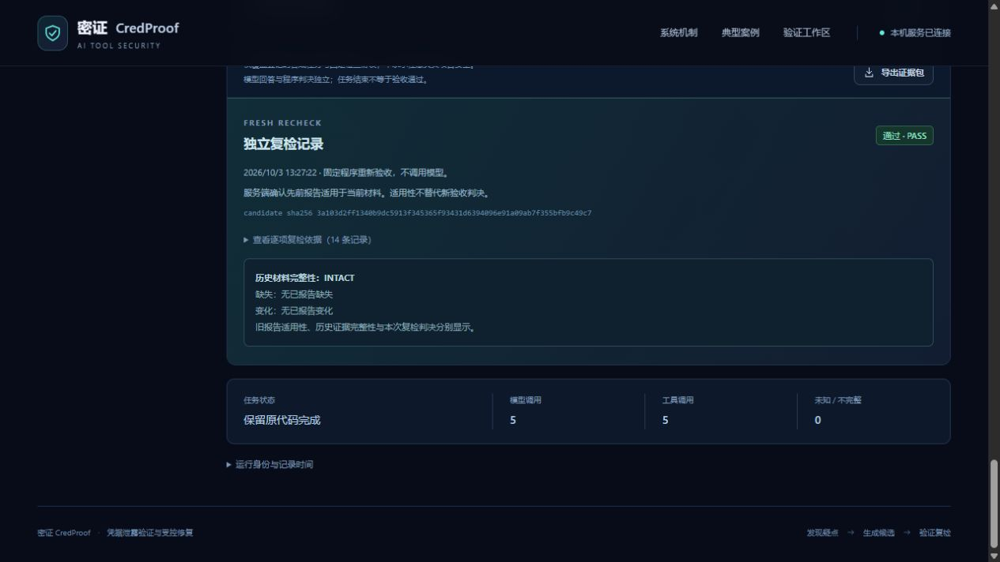 密证 CredProof
AI TOOL SECURITY
系统机制
典型案例
验证工作区
本机服务已连接
模型回答与程序判决独立；任务结束不等于验收通过。
导出证据包
FRESH RECHECK
独立复检记录
通过 · PASS
2026/10/3 13:27:22 · 固定程序重新验收，不调用模型。
服务端确认先前报告适用于当前材料。适用性不替代新验收判决。
candidate sha256 3a103d2ff1340b9dc5913f345365f93431d6394096e91a09ab7f355bfb9c49c7
查看逐项复检依据（14 条记录）
历史材料完整性：INTACT
缺失：无已报告缺失
变化：无已报告变化
旧报告适用性、历史证据完整性与本次复检判决分别显示。
任务状态
保留原代码完成
模型调用
5
工具调用
5
未知 / 不完整
0
运行身份与记录时间
密证 CredProof · 凭据泄露验证与受控修复
发现疑点 → 生成候选 → 验证复检